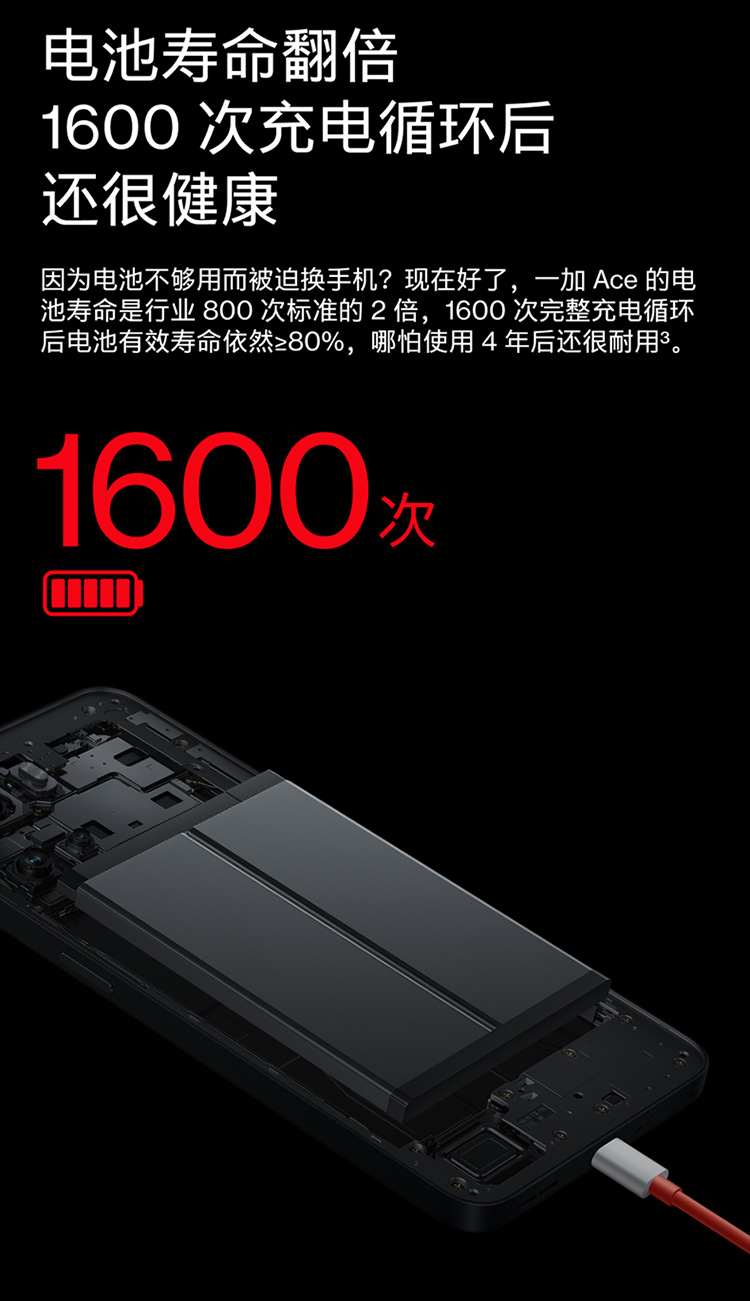 电池寿命翻倍
1600 次充电循环后
还很健康
因为电池不够用而被迫换手机？现在好了，一加 Ace 的电
池寿命是行业 800 次标准的 2 倍，1600 次完整充电循环
后电池有效寿命依然≥80%，哪怕使用 4 年后还很耐用³。
1600次